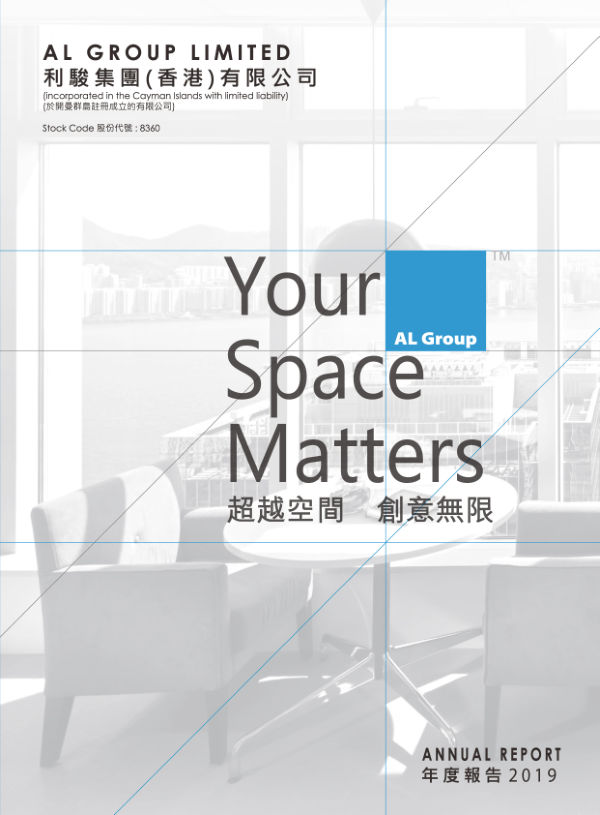 AL GROUP LIMITED
利駿集團(香港)有限公司
(incorporated in the Cayman Islands with limited liability)
(於開曼群島註冊成立的有限公司)
Stock Code 股份代號 : 8360
Your
TM
AL Group
Space
Matters
超越空間 創意無限
ANNUAL REPORT
年度報告 2019